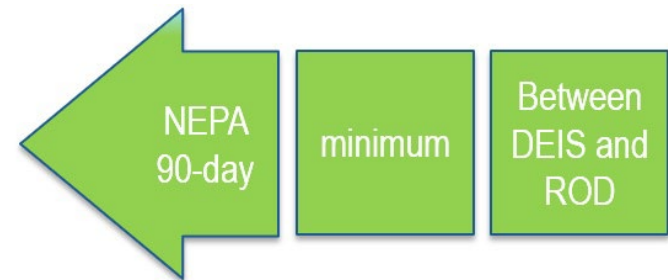 NEPA
90-day
minimum
Between
DEIS and
ROD